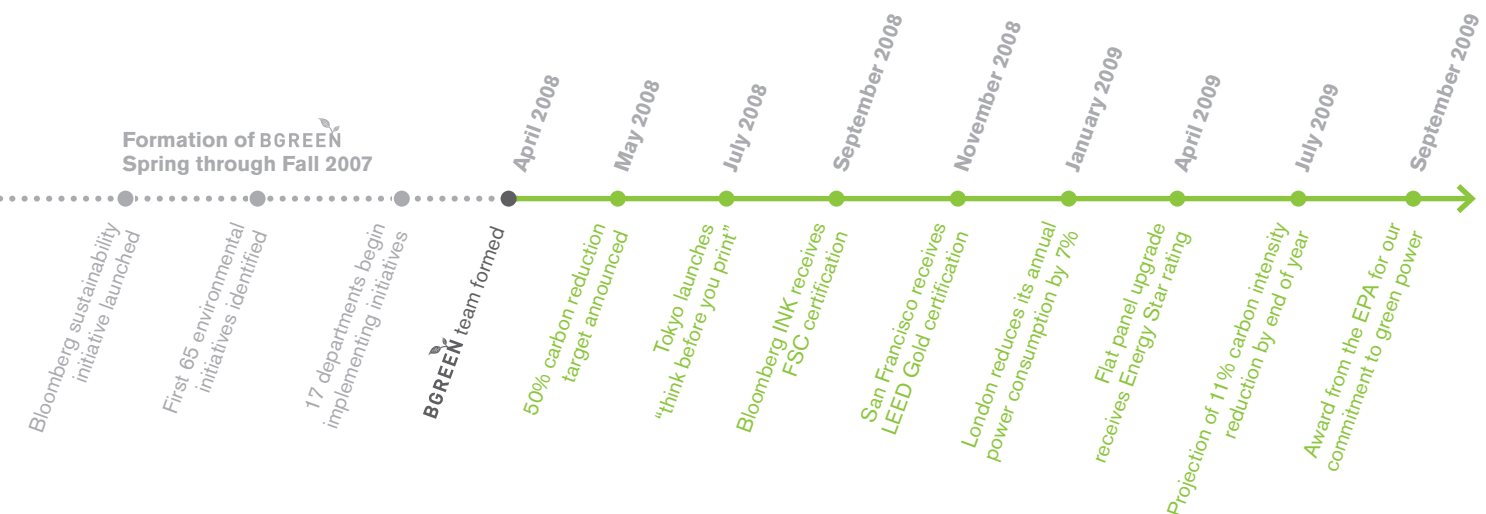 Formation of BGREEN
Spring through Fall 2007
Bloomberg sustainability
initiative launched
First 65 environmental
initiatives identified
17 departments begin
implementing initiatives
April 2008
BGREEN team formed
May 2008
50% carbon reduction
target announced
July 2008
Tokyo launches
“think before you print”
September 2008
Bloomberg INK receives
FSC certification
November 2008
San Francisco receives
LEED Gold certification
January 2009
London reduces its annual
power consumption by 7%
April 2009
Flat panel upgrade
receives Energy Star rating
July 2009
Projection of 11% carbon intensity
reduction by end of year
September 2009
Award from the EPA for our
commitment to green power